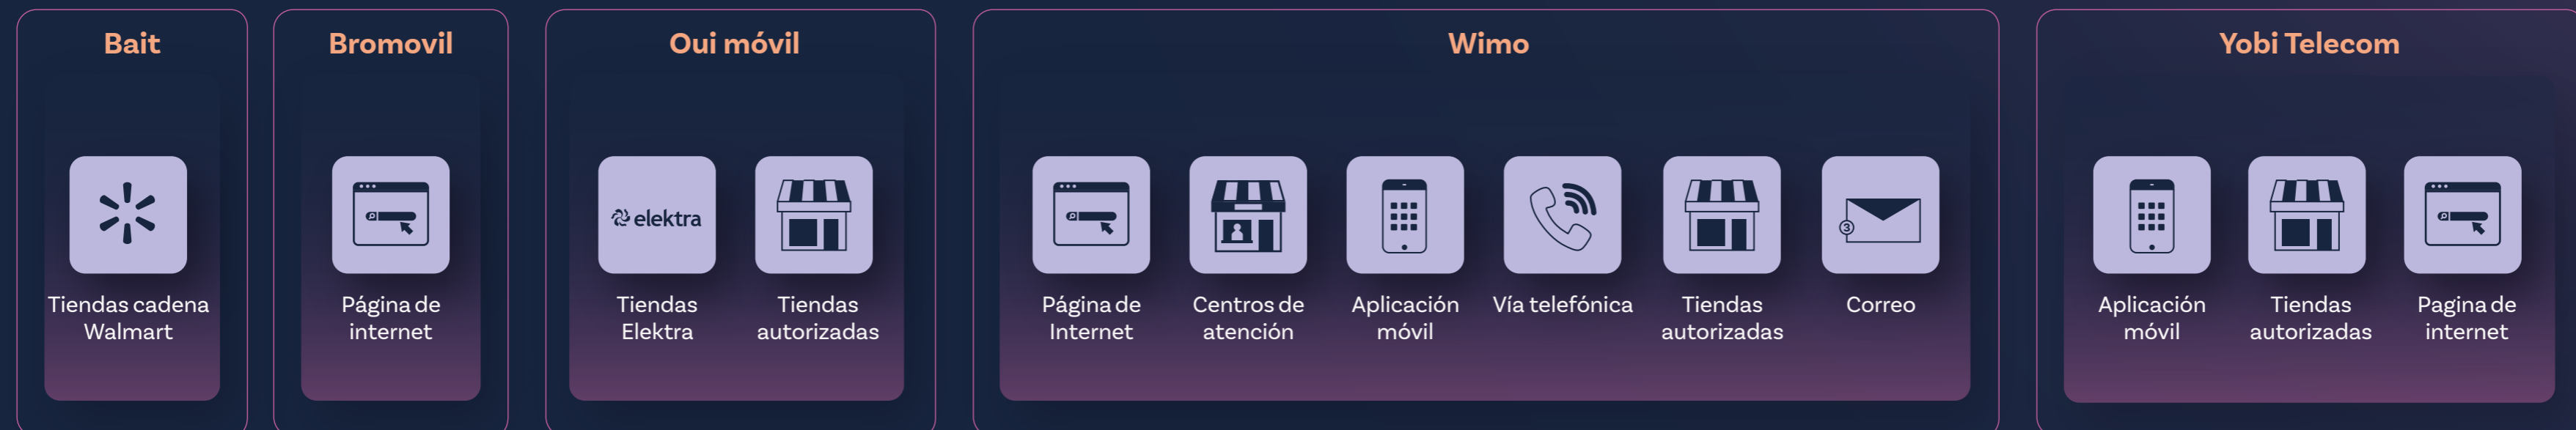 Bait
Tiendas cadena
Walmart
Bromovil
Página de
internet
Oui móvil
elektra
Tiendas
Elektra
Tiendas
autorizadas
Wimo
Página de
Internet
Centros de
atención
Aplicación
móvil
Vía telefónica
Tiendas
autorizadas
3
Correo
Yobi Telecom
Aplicación
móvil
Tiendas
autorizadas
Pagina de
internet